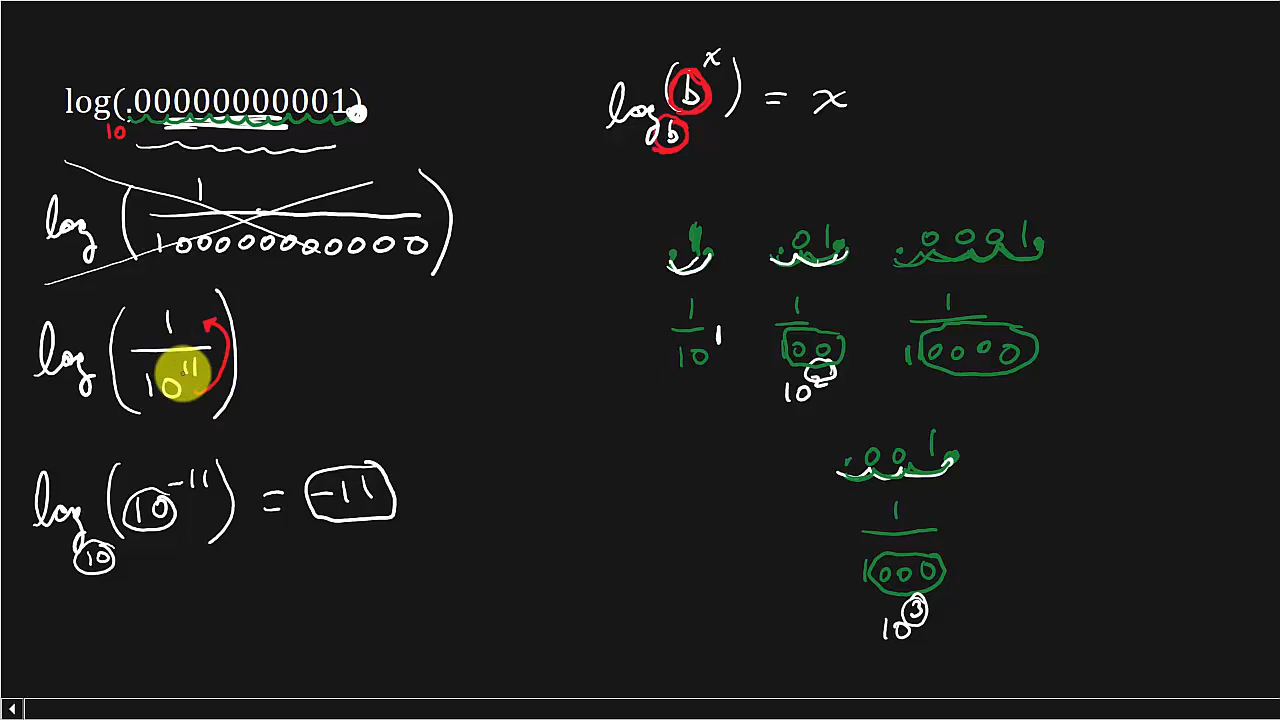 log(.00000000001)
10
log ( 1 / 100000000000 )
log ( 1 / 10^11 )
log_10 ( 10^-11 ) = -11
log_b ( b^x ) = x
.1 .01 .0001
1 1 1
10^1 100 10000
10^2
.001
1
1000
10^3